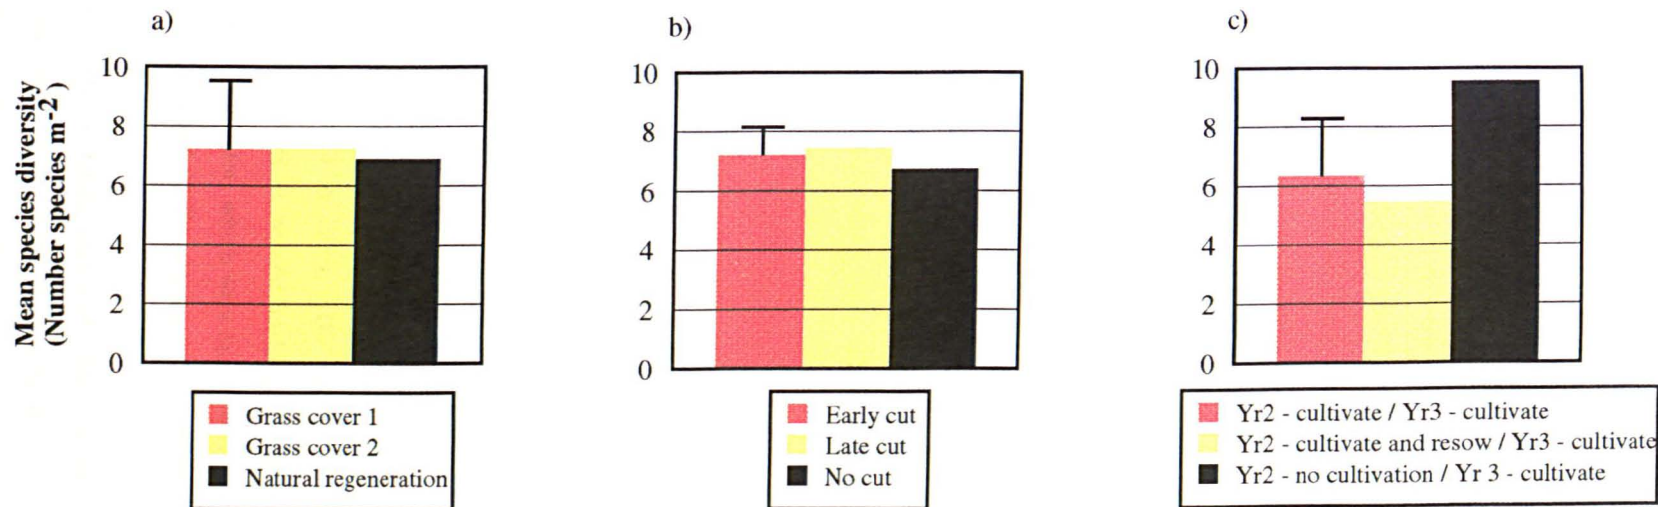 a)
b)
c)
Mean species diversity
(Number species m-2 )
10
8
6
4
2
0
10
8
6
4
2
0
10
8
6
4
2
0
Grass cover 1
Grass cover 2
Natural regeneration
Early cut
Late cut
No cut
Yr2 - cultivate / Yr3 - cultivate
Yr2 - cultivate and resow / Yr3 - cultivate
Yr2 - no cultivation / Yr 3 - cultivate